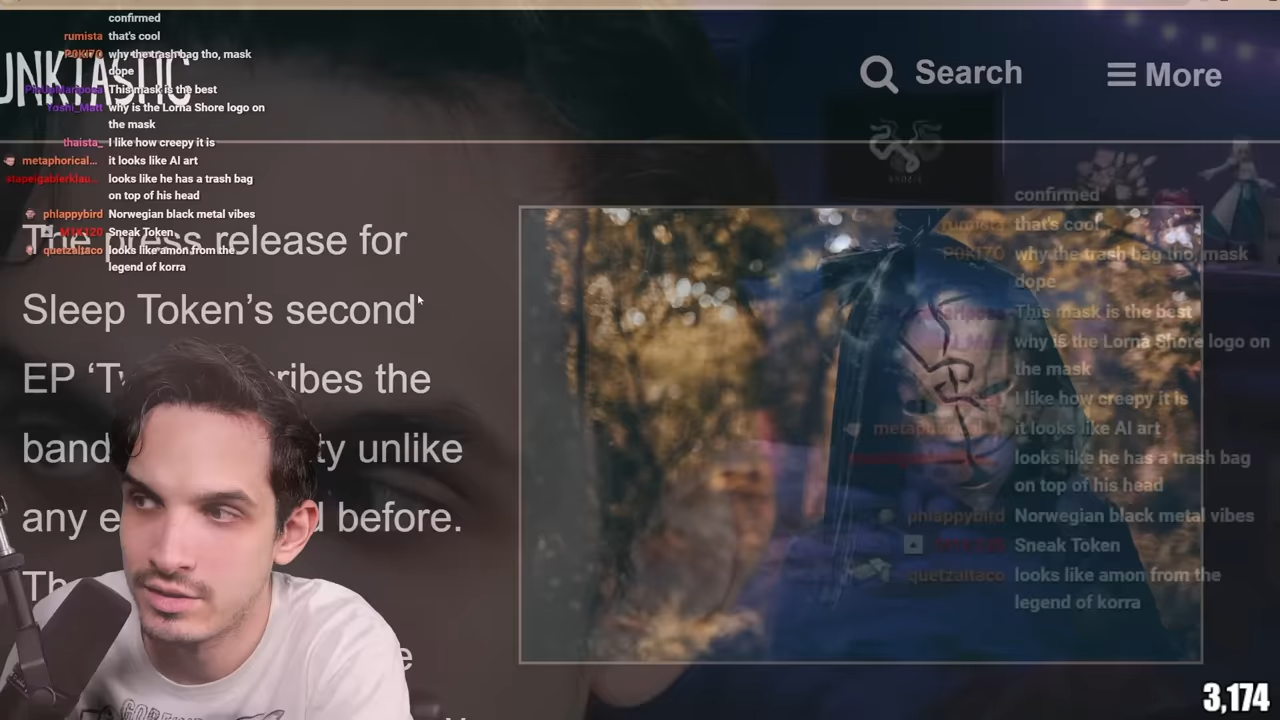 confirmed
rumista that's cool
P0KI70 why the trash bag tho, mask
dope
This mask is the best
Yoshi_Matt why is the Lorna Shore logo on
the mask
thaista_ I like how creepy it is
metaphorical... it looks like AI art
looks like he has a trash bag
on top of his head
phlappybird Norwegian black metal vibes
Sneak Token
quetzaltaco looks like amon from the
legend of korra
UNKTASTIC
Search
More
The press release for
Sleep Token's second
EP ‘T ribes the
band ty unlike
any e d before.
Th
e
confirmed
rumista that's cool
P0KI70 why the trash bag tho, mask
dope
This mask is the best
why is the Lorna Shore logo on
the mask
I like how creepy it is
it looks like AI art
looks like he has a trash bag
on top of his head
phlappybird Norwegian black metal vibes
Sneak Token
quetzaltaco looks like amon from the
legend of korra
3,174